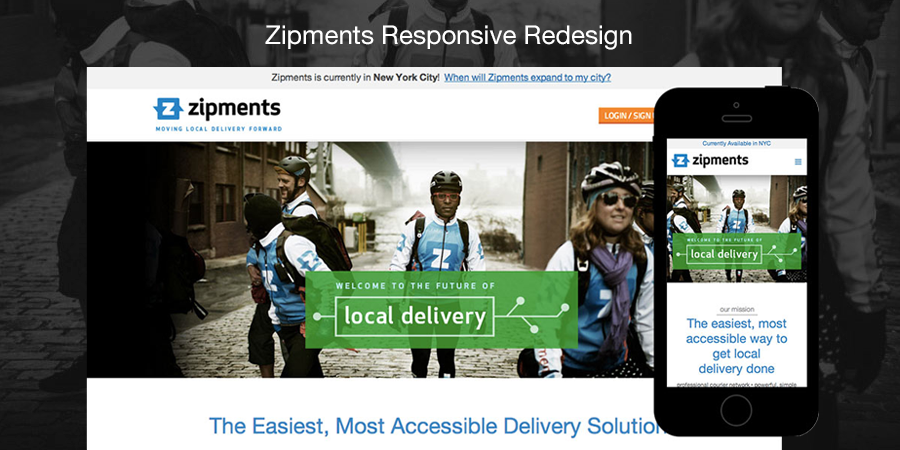 Zipments Responsive Redesign
Zipments is currently in New York City! When will Zipments expand to my city?
zipments
MOVING LOCAL DELIVERY FORWARD
LOGIN / SIGN
WELCOME TO THE FUTURE OF
local delivery
The Easiest, Most Accessible Delivery Solution
Currently Available in NYC
zipments
WELCOME TO THE FUTURE OF
local delivery
our mission
The easiest, most
accessible way to
get local
delivery done
professional courier network • powerful, simple